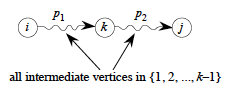 p₁ p₂
i k j
all intermediate vertices in {1, 2, ..., k–1}